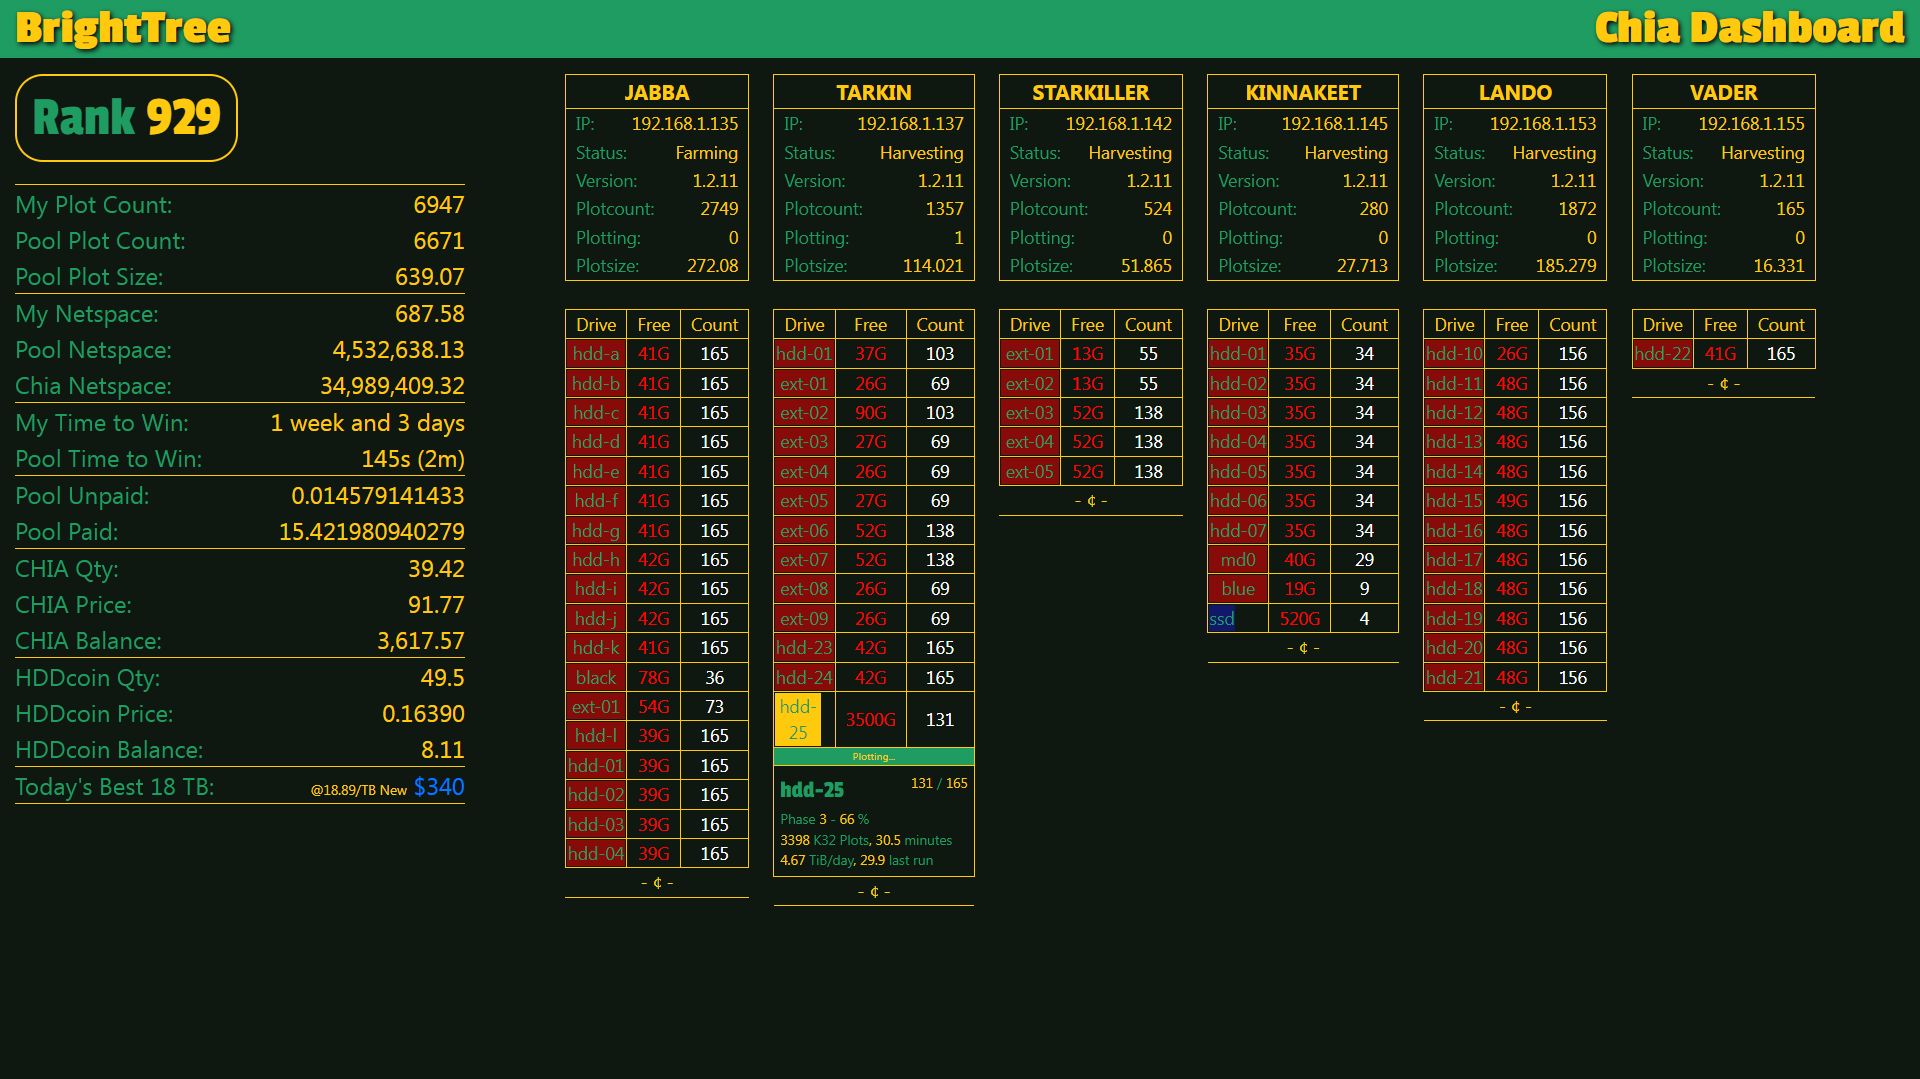 BrightTree
Chia Dashboard
Rank 929
My Plot Count: 6947
Pool Plot Count: 6671
Pool Plot Size: 639.07
My Netspace: 687.58
Pool Netspace: 4,532,638.13
Chia Netspace: 34,989,409.32
My Time to Win: 1 week and 3 days
Pool Time to Win: 145s (2m)
Pool Unpaid: 0.014579141433
Pool Paid: 15.421980940279
CHIA Qty: 39.42
CHIA Price: 91.77
CHIA Balance: 3,617.57
HDDcoin Qty: 49.5
HDDcoin Price: 0.16390
HDDcoin Balance: 8.11
Today's Best 18 TB: @18.89/TB New $340
JABBA
IP: 192.168.1.135
Status: Farming
Version: 1.2.11
Plotcount: 2749
Plotting: 0
Plotsize: 272.08
Drive Free Count
hdd-a 41G 165
hdd-b 41G 165
hdd-c 41G 165
hdd-d 41G 165
hdd-e 41G 165
hdd-f 41G 165
hdd-g 41G 165
hdd-h 42G 165
hdd-i 42G 165
hdd-j 42G 165
hdd-k 41G 165
black 78G 36
ext-01 54G 73
hdd-l 39G 165
hdd-01 39G 165
hdd-02 39G 165
hdd-03 39G 165
hdd-04 39G 165
- ¢ -
TARKIN
IP: 192.168.1.137
Status: Harvesting
Version: 1.2.11
Plotcount: 1357
Plotting: 1
Plotsize: 114.021
Drive Free Count
hdd-01 37G 103
ext-01 26G 69
ext-02 90G 103
ext-03 27G 69
ext-04 26G 69
ext-05 27G 69
ext-06 52G 138
ext-07 52G 138
ext-08 26G 69
ext-09 26G 69
hdd-23 42G 165
hdd-24 42G 165
hdd-25 3500G 131
Plotting...
hdd-25 131 / 165
Phase 3 - 66 %
3398 K32 Plots, 30.5 minutes
4.67 TiB/day, 29.9 last run
- ¢ -
STARKILLER
IP: 192.168.1.142
Status: Harvesting
Version: 1.2.11
Plotcount: 524
Plotting: 0
Plotsize: 51.865
Drive Free Count
ext-01 13G 55
ext-02 13G 55
ext-03 52G 138
ext-04 52G 138
ext-05 52G 138
- ¢ -
KINNAKEET
IP: 192.168.1.145
Status: Harvesting
Version: 1.2.11
Plotcount: 280
Plotting: 0
Plotsize: 27.713
Drive Free Count
hdd-01 35G 34
hdd-02 35G 34
hdd-03 35G 34
hdd-04 35G 34
hdd-05 35G 34
hdd-06 35G 34
hdd-07 35G 34
md0 40G 29
blue 19G 9
ssd 520G 4
- ¢ -
LANDO
IP: 192.168.1.153
Status: Harvesting
Version: 1.2.11
Plotcount: 1872
Plotting: 0
Plotsize: 185.279
Drive Free Count
hdd-10 26G 156
hdd-11 48G 156
hdd-12 48G 156
hdd-13 48G 156
hdd-14 48G 156
hdd-15 49G 156
hdd-16 48G 156
hdd-17 48G 156
hdd-18 48G 156
hdd-19 48G 156
hdd-20 48G 156
hdd-21 48G 156
- ¢ -
VADER
IP: 192.168.1.155
Status: Harvesting
Version: 1.2.11
Plotcount: 165
Plotting: 0
Plotsize: 16.331
Drive Free Count
hdd-22 41G 165
- ¢ -